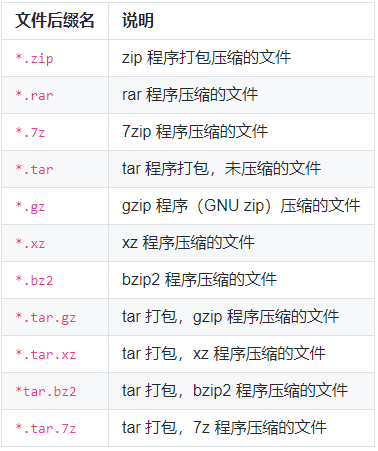 文件后缀名 说明
*.zip zip 程序打包压缩的文件
*.rar rar 程序压缩的文件
*.7z 7zip 程序压缩的文件
*.tar tar 程序打包，未压缩的文件
*.gz gzip 程序（GNU zip）压缩的文件
*.xz xz 程序压缩的文件
*.bz2 bzip2 程序压缩的文件
*.tar.gz tar 打包，gzip 程序压缩的文件
*.tar.xz tar 打包，xz 程序压缩的文件
*tar.bz2 tar 打包，bzip2 程序压缩的文件
*.tar.7z tar 打包，7z 程序压缩的文件